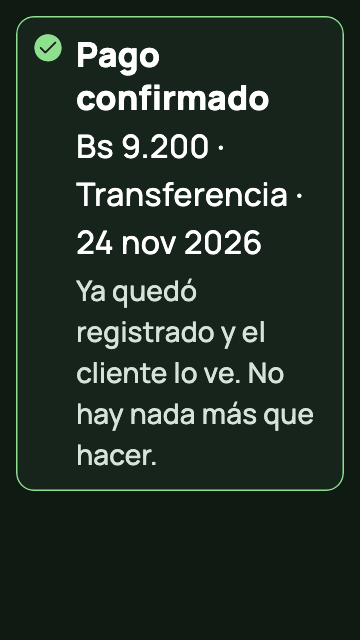 Pago
confirmado
Bs 9.200 ·
Transferencia ·
24 nov 2026
Ya quedó
registrado y el
cliente lo ve. No
hay nada más que
hacer.